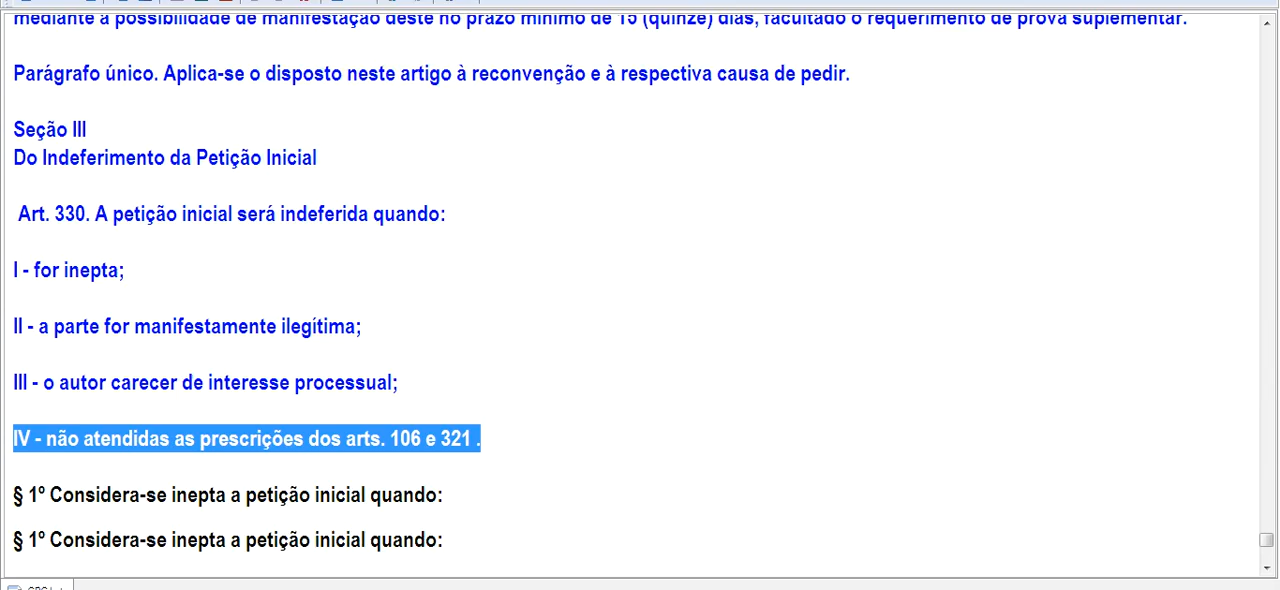 mediante a possibilidade de manifestação deste no prazo mínimo de 15 (quinze) dias, facultado o requerimento de prova suplementar.
Parágrafo único. Aplica-se o disposto neste artigo à reconvenção e à respectiva causa de pedir.
Seção III
Do Indeferimento da Petição Inicial
Art. 330. A petição inicial será indeferida quando:
I - for inepta;
II - a parte for manifestamente ilegítima;
III - o autor carecer de interesse processual;
IV - não atendidas as prescrições dos arts. 106 e 321 .
§ 1º Considera-se inepta a petição inicial quando:
§ 1º Considera-se inepta a petição inicial quando: